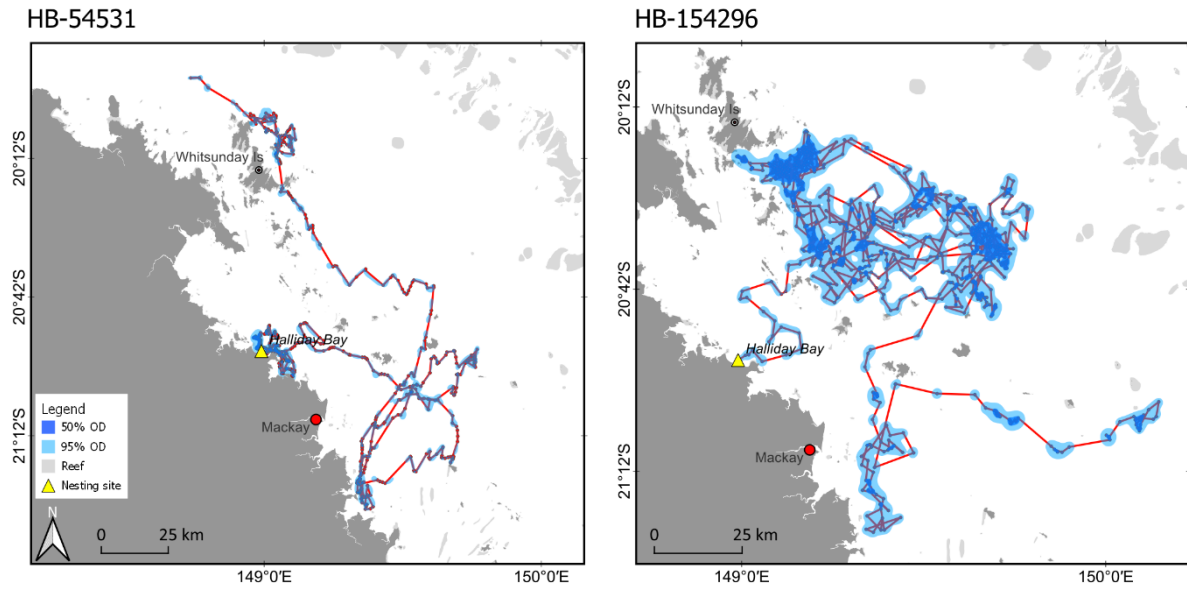 HB-54531
HB-154296
Whitsunday Is
Halliday Bay
Mackay
20°12'S
20°42'S
21°12'S
Legend
50% OD
95% OD
Reef
Nesting site
N
0 25 km
149°0'E
150°0'E
Whitsunday Is
Halliday Bay
Mackay
20°12'S
20°42'S
21°12'S
0 25 km
149°0'E
150°0'E